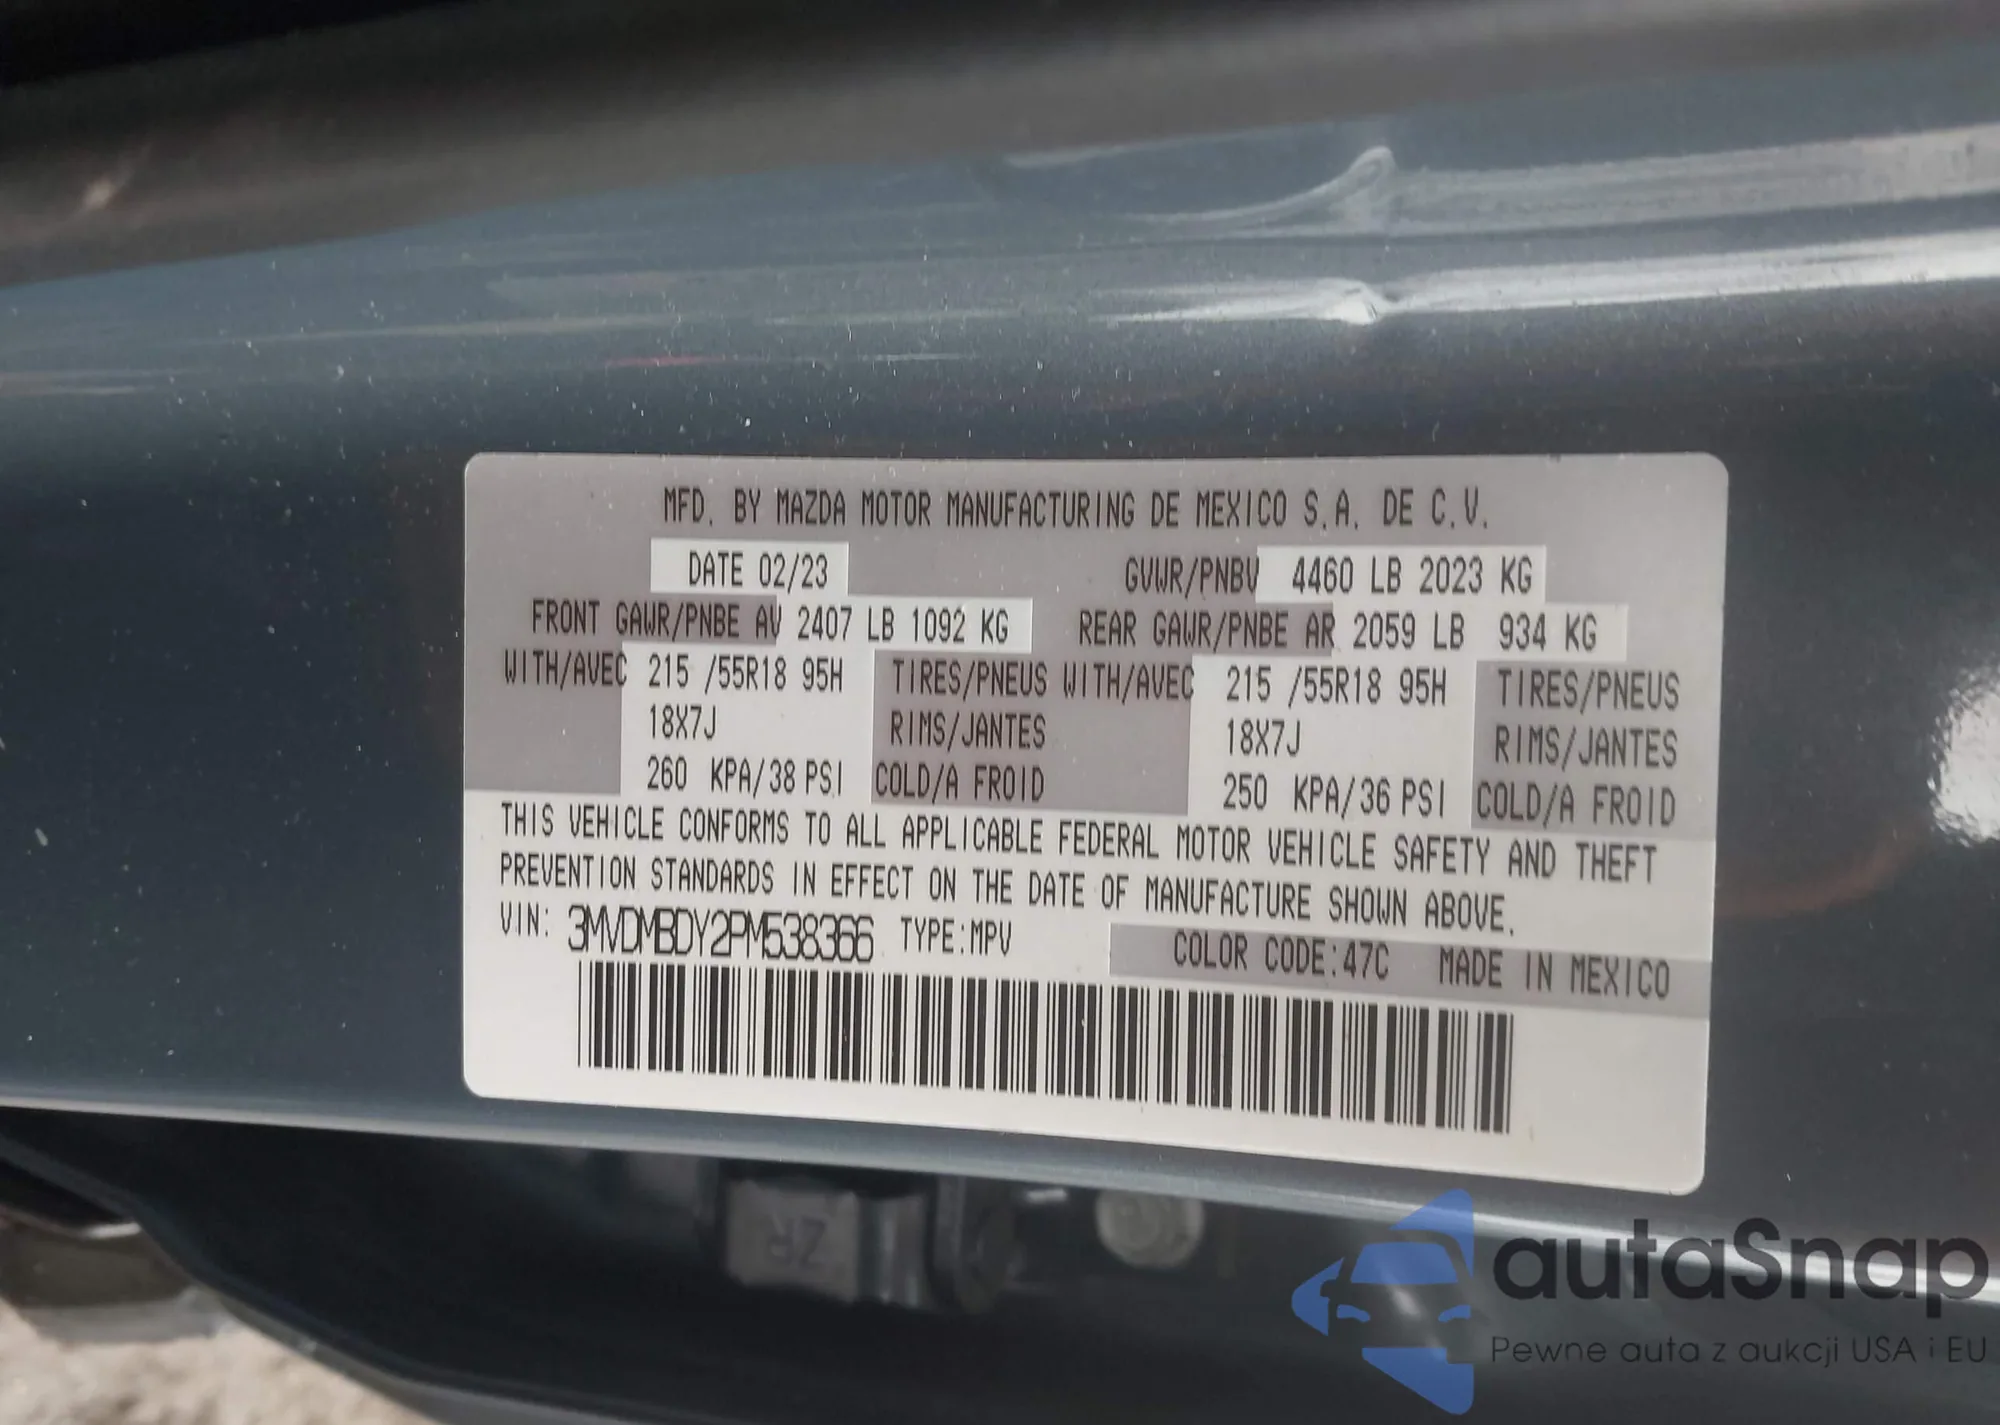 MFD. BY MAZDA MOTOR MANUFACTURING DE MEXICO S.A. DE C.V.
DATE 02/23 GVWR/PNBV 4460 LB 2023 KG
FRONT GAWR/PNBE AV 2407 LB 1092 KG REAR GAWR/PNBE AR 2059 LB 934 KG
WITH/AVEC 215 /55R18 95H TIRES/PNEUS WITH/AVEC 215 /55R18 95H TIRES/PNEUS
18X7J RIMS/JANTES 18X7J RIMS/JANTES
260 KPA/38 PSI COLD/A FROID 250 KPA/36 PSI COLD/A FROID
THIS VEHICLE CONFORMS TO ALL APPLICABLE FEDERAL MOTOR VEHICLE SAFETY AND THEFT
PREVENTION STANDARDS IN EFFECT ON THE DATE OF MANUFACTURE SHOWN ABOVE.
VIN: 3MVDMBDY2PM538366 TYPE:MPV COLOR CODE:47C MADE IN MEXICO
ZR
autaSnap
Pewne auta z aukcji USA i EU